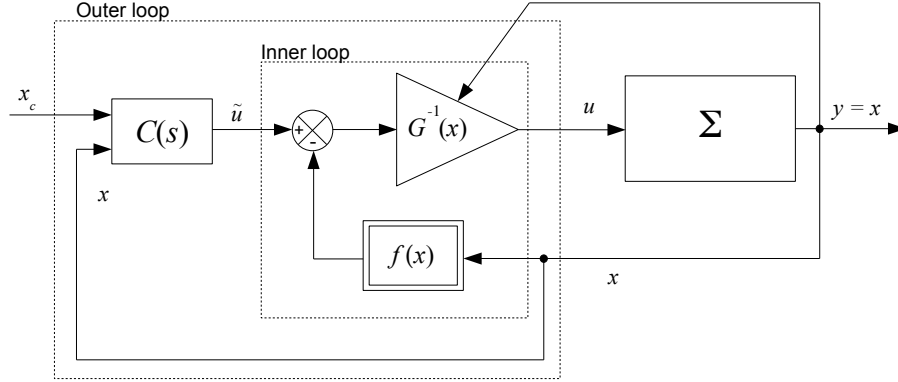 Outer loop
Inner loop
x_c
ũ
u
y = x
C(s)
+
-
G^{-1}(x)
Σ
x
f(x)
x